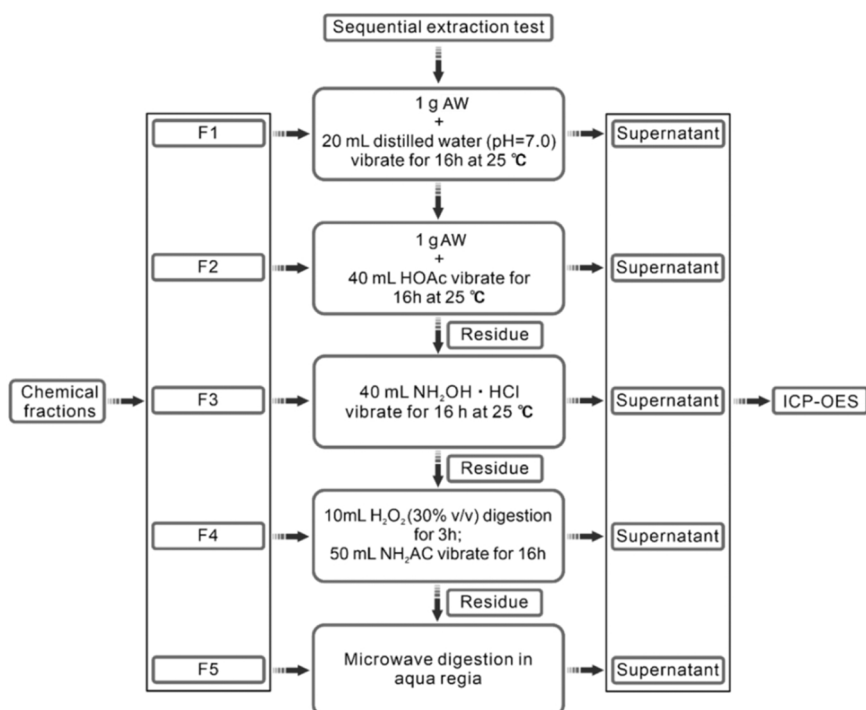 Sequential extraction test
F1
1 g AW
+
20 mL distilled water (pH=7.0)
vibrate for 16h at 25 ℃
Supernatant
F2
1 gAW
+
40 mL HOAc vibrate for
16h at 25 ℃
Supernatant
Residue
Chemical
fractions
F3
40 mL NH₂OH · HCl
vibrate for 16 h at 25 ℃
Supernatant
ICP-OES
Residue
F4
10mL H₂O₂(30% v/v) digestion
for 3h;
50 mL NH₂AC vibrate for 16h
Supernatant
Residue
F5
Microwave digestion in
aqua regia
Supernatant